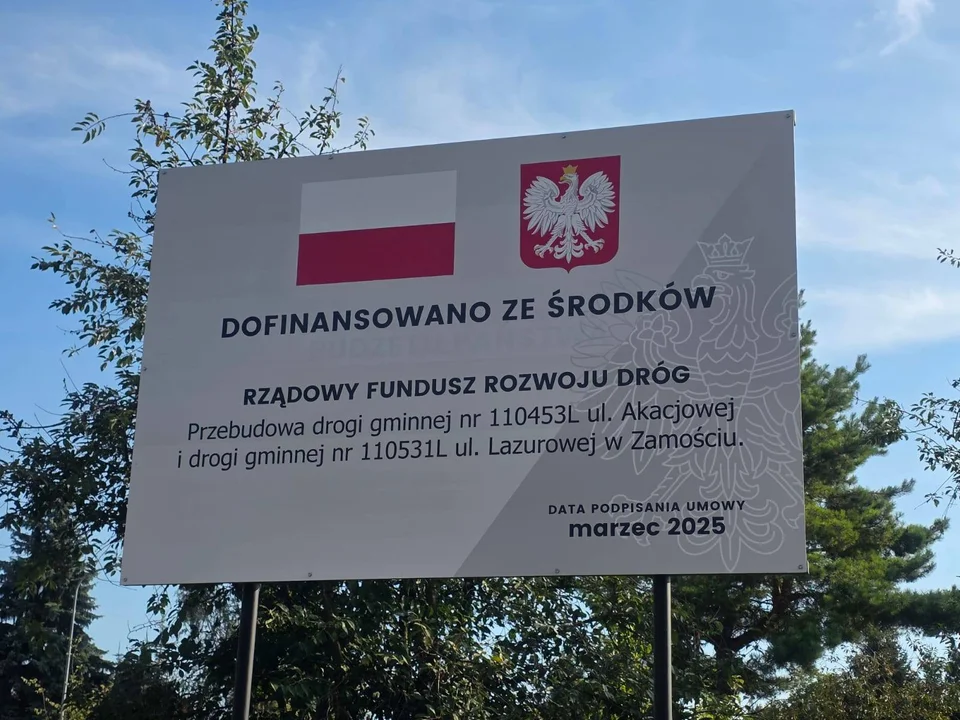 DOFINANSOWANO ZE ŚRODKÓW
RZĄDOWY FUNDUSZ ROZWOJU DRÓG
Przebudowa drogi gminnej nr 110453L ul. Akacjowej
i drogi gminnej nr 110531L ul. Lazurowej w Zamościu.
DATA PODPISANIA UMOWY
marzec 2025